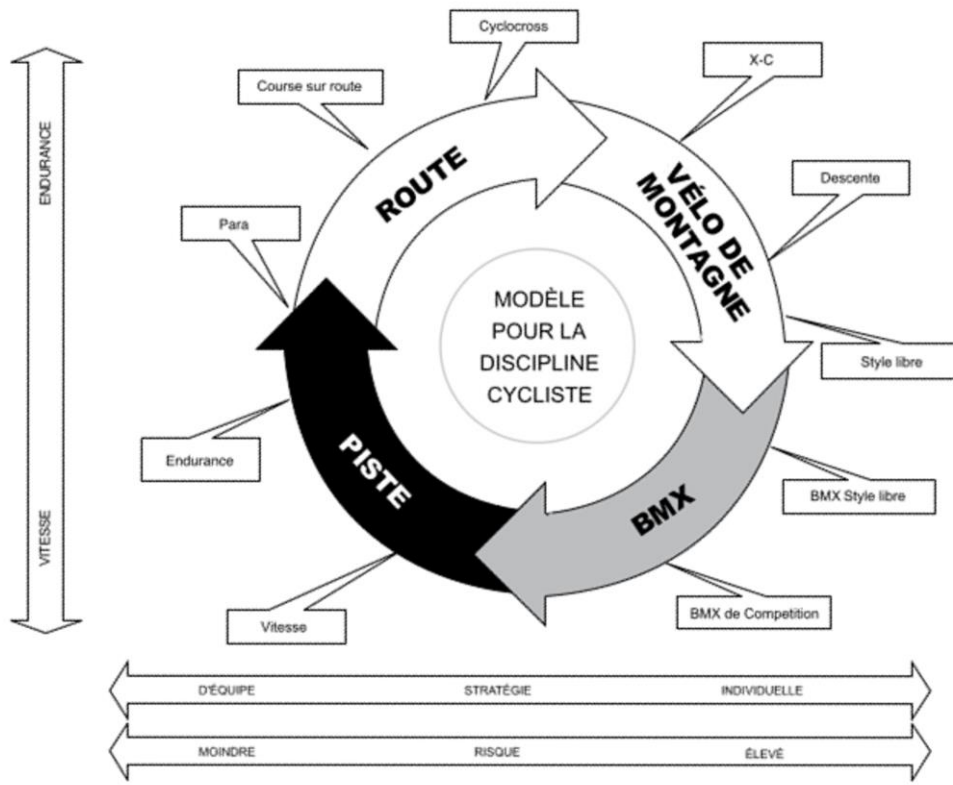 Cyclocross
X-C
Course sur route
ENDURANCE
ROUTE
VÉLO DE
MONTAGNE
Descente
Para
MODÈLE
POUR LA
DISCIPLINE
CYCLISTE
Style libre
Endurance
PISTE
BMX
BMX Style libre
VITESSE
Vitesse
BMX de Competition
D'ÉQUIPE STRATÉGIE INDIVIDUELLE
MOINDRE RISQUE ÉLEVÉ